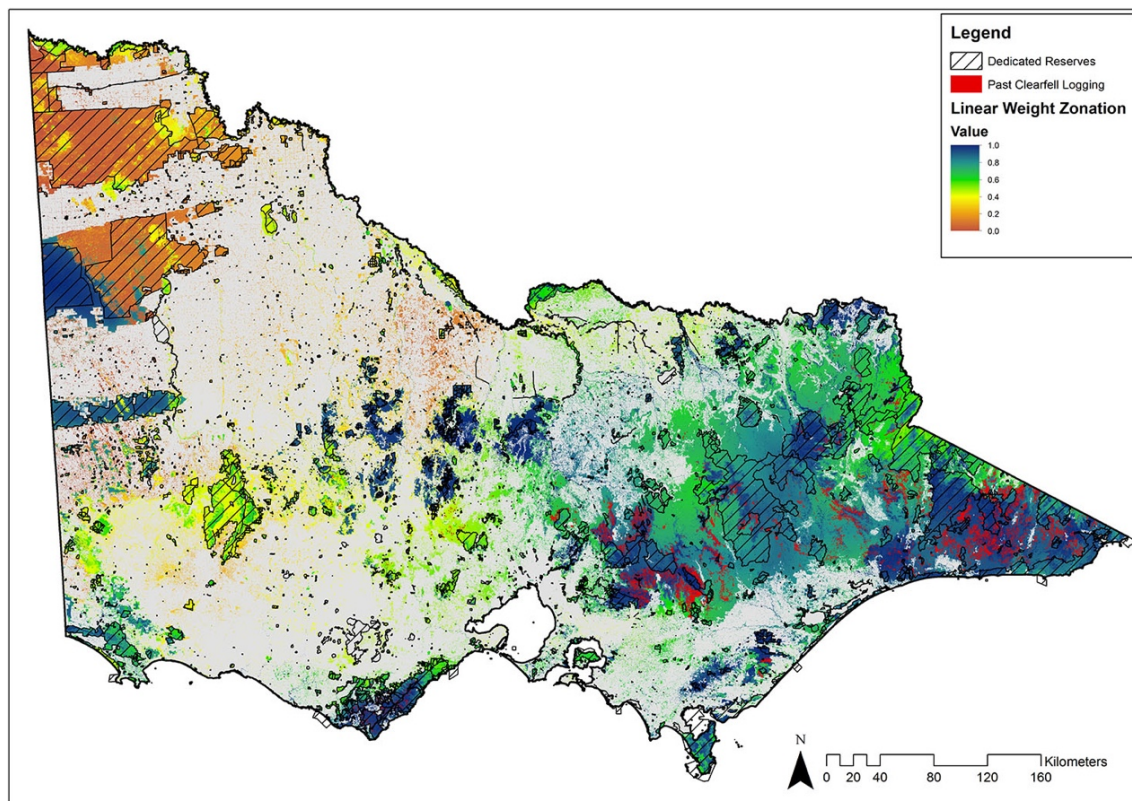 Legend
Dedicated Reserves
Past Clearfell Logging
Linear Weight Zonation
Value
1.0
0.8
0.6
0.4
0.2
0.0
N
0 10 20 40 80 120 160 Kilometers